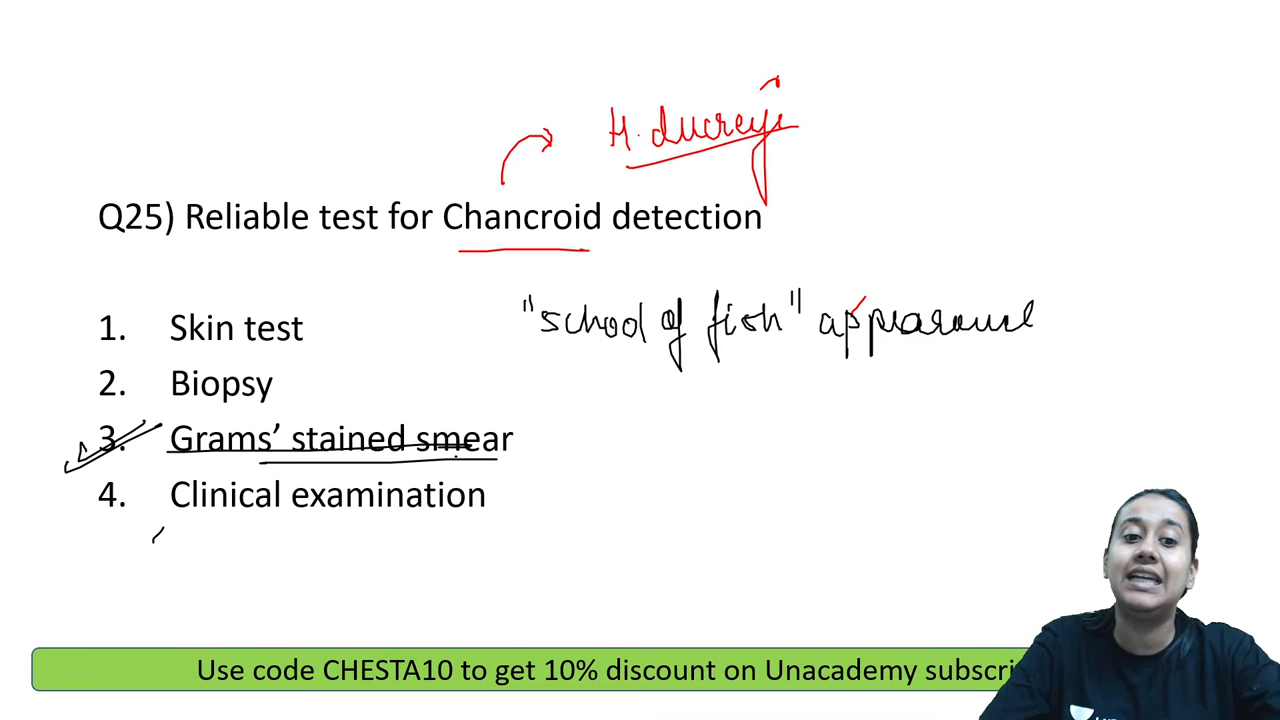 H. ducreyi
Q25) Reliable test for Chancroid detection
"school of fish" appearance
1. Skin test
2. Biopsy
3. Grams' stained smear
4. Clinical examination
Use code CHESTA10 to get 10% discount on Unacademy